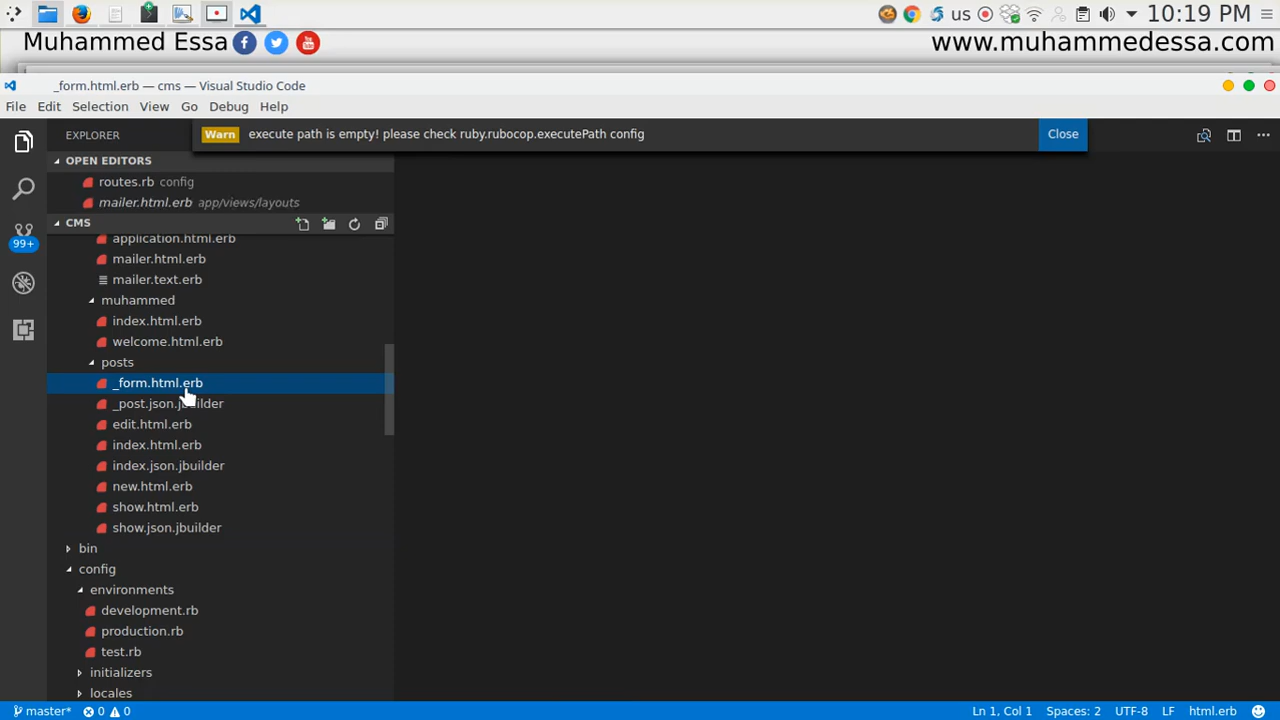 us
10:19 PM
Muhammed Essa
www.muhammedessa.com
_form.html.erb — cms — Visual Studio Code
File Edit Selection View Go Debug Help
EXPLORER
Warn execute path is empty! please check ruby.rubocop.executePath config Close
OPEN EDITORS
routes.rb config
mailer.html.erb app/views/layouts
CMS
application.html.erb
mailer.html.erb
mailer.text.erb
muhammed
index.html.erb
welcome.html.erb
posts
_form.html.erb
_post.json.jbuilder
edit.html.erb
index.html.erb
index.json.jbuilder
new.html.erb
show.html.erb
show.json.jbuilder
bin
config
environments
development.rb
production.rb
test.rb
initializers
locales
99+
master* 0 0 Ln 1, Col 1 Spaces: 2 UTF-8 LF html.erb